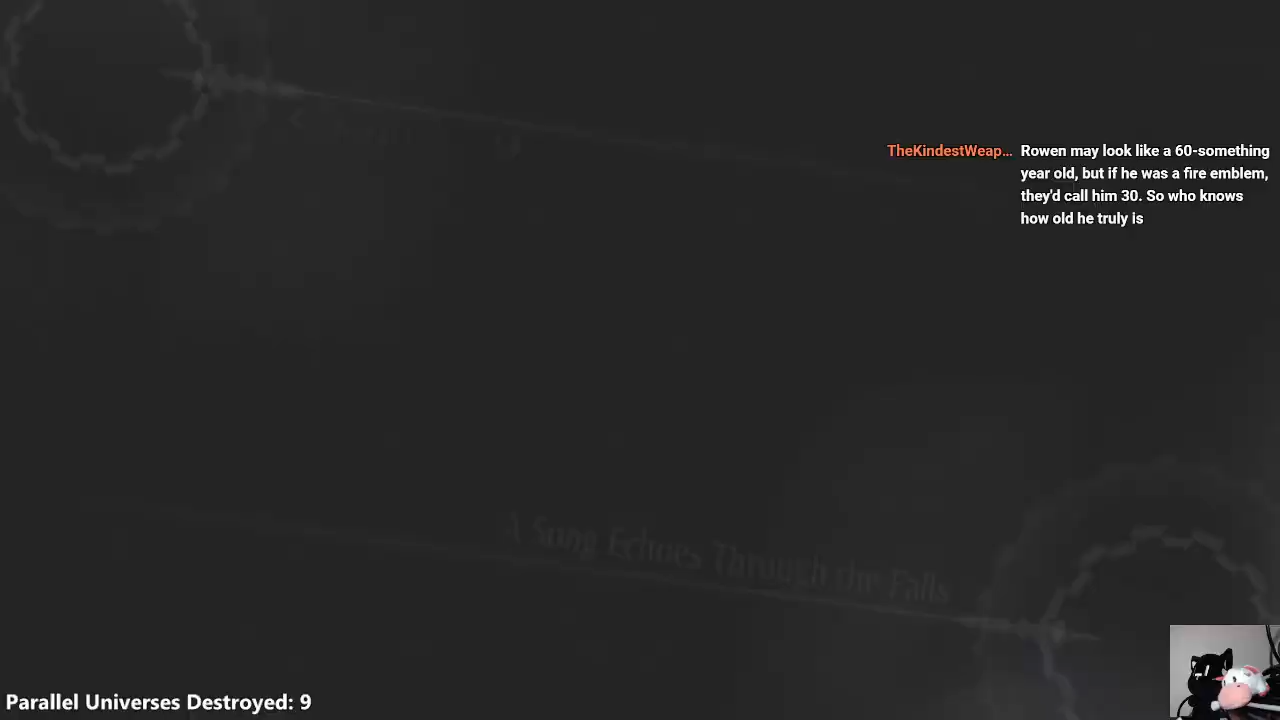 TheKindestWeap... Rowen may look like a 60-something
year old, but if he was a fire emblem,
they'd call him 30. So who knows
how old he truly is
A Song Echoes Through the Falls
Parallel Universes Destroyed: 9